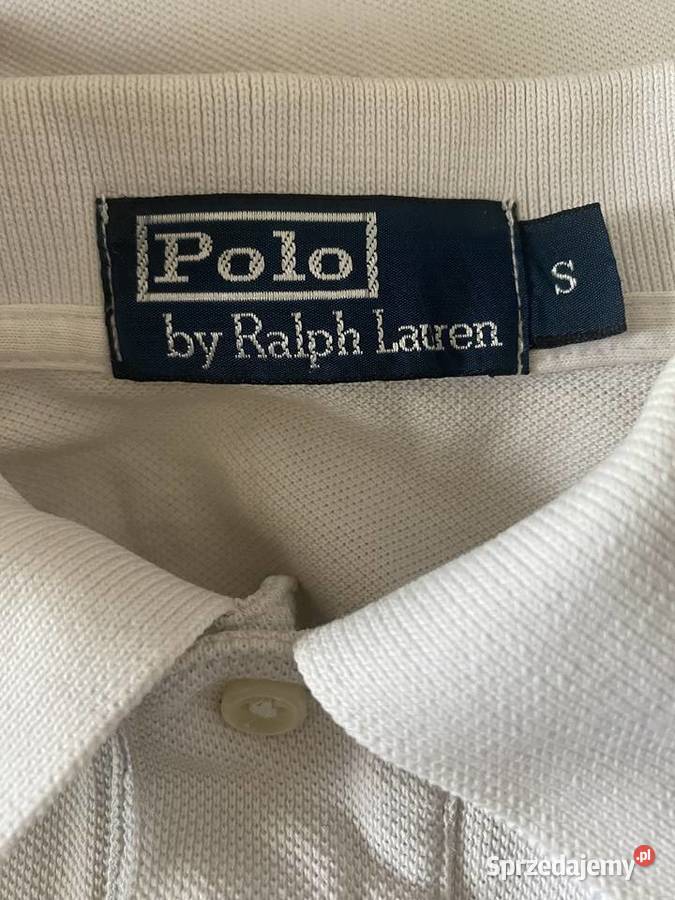 Polo
by Ralph Lauren
S
Sprzedajemy.pl